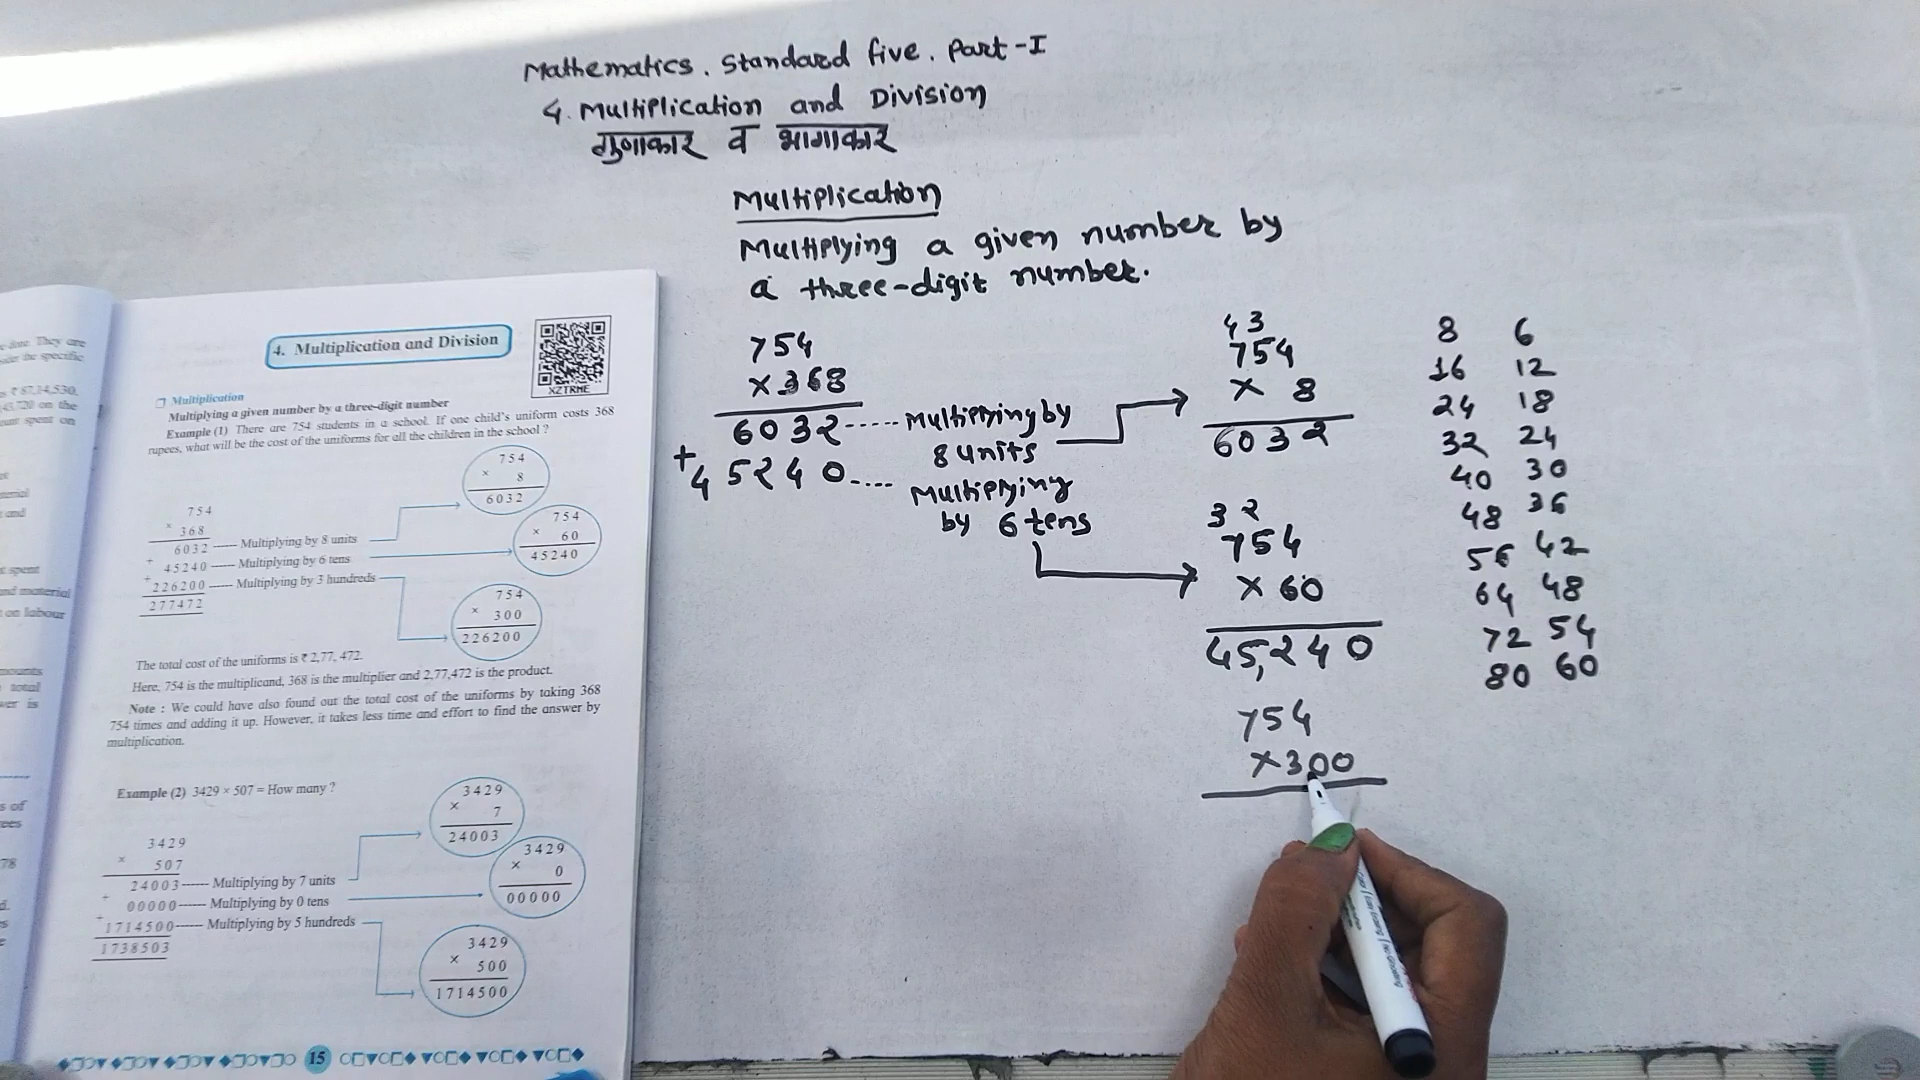 Mathematics. Standard five. Part-I
4. Multiplication and Division
गुणाकार व भागाकार
Multiplication
Multiplying a given number by
a three-digit number.
754
×368
6032----- Multiplying by
8 units
+45240.... Multiplying
by 6 tens
43
754
× 8
6032
32
754
×60
45,240
754
×300
8 6
16 12
24 18
32 24
40 30
48 36
56 42
64 48
72 54
80 60
4. Multiplication and Division
XZTRME
❒ Multiplication
Multiplying a given number by a three-digit number
Example (1) There are 754 students in a school. If one child's uniform costs 368
rupees, what will be the cost of the uniforms for all the children in the school ?
754
× 368
6032 ----- Multiplying by 8 units
+ 45240 ----- Multiplying by 6 tens
+ 226200 ----- Multiplying by 3 hundreds
277472
754
× 8
6032
754
× 60
45240
754
× 300
226200
The total cost of the uniforms is ₹ 2,77, 472.
Here, 754 is the multiplicand, 368 is the multiplier and 2,77,472 is the product.
Note : We could have also found out the total cost of the uniforms by taking 368
754 times and adding it up. However, it takes less time and effort to find the answer by
multiplication.
Example (2) 3429 × 507 = How many ?
3429
× 507
24003 ----- Multiplying by 7 units
+ 00000 ----- Multiplying by 0 tens
+ 1714500 ----- Multiplying by 5 hundreds
1738503
3429
× 7
24003
3429
× 0
00000
3429
× 500
1714500
15